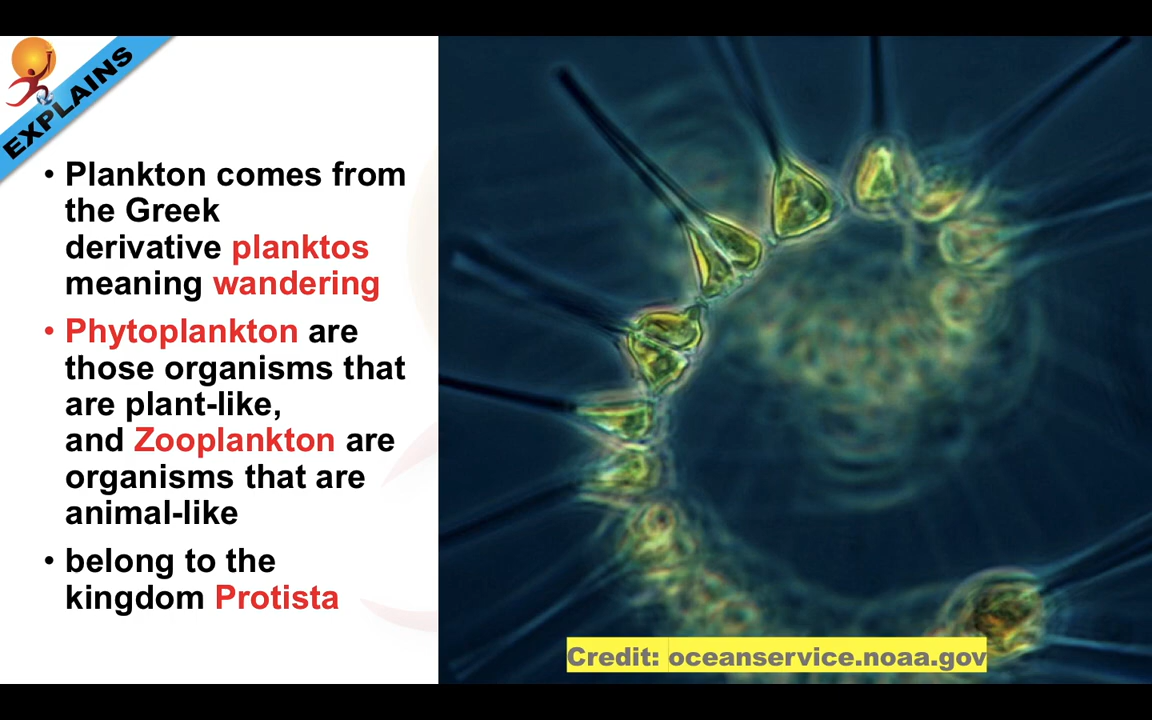 EXPLAINS
• Plankton comes from
the Greek
derivative planktos
meaning wandering
• Phytoplankton are
those organisms that
are plant-like,
and Zooplankton are
organisms that are
animal-like
• belong to the
kingdom Protista
Credit: oceanservice.noaa.gov